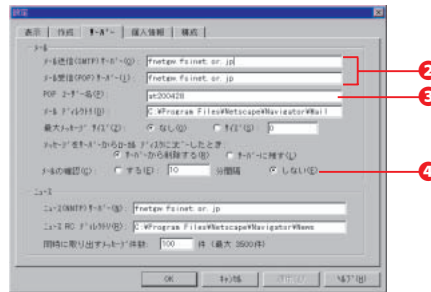 設定
表示 作成 サーバー 個人情報 構成
メール
メール送信(SMTP)サーバー(O): fnetgw.fsinet.or.jp
メール受信(POP)サーバー(I): fnetgw.fsinet.or.jp
2
POP ユーザー名(P): st200428
3
メール ディレクトリ(D): C:¥Program Files¥Netscape¥Navigator¥Mail
最大メッセージ サイズ(Z): なし(O) サイズ(S): 0
メッセージをサーバーからローカル ディスクにコピーしたとき:
サーバーから削除する(R) サーバーに残す(L)
メールの確認(C): する(E): 10 分間隔 しない(E)
4
ニュース
ニュース(NNTP)サーバー(N): fnetgw.fsinet.or.jp
ニュース RC ディレクトリ(R): C:¥Program Files¥Netscape¥Navigator¥News
同時に取り出すメッセージ件数: 100 件 (最大 3500件)
OK キャンセル ヘルプ(H)